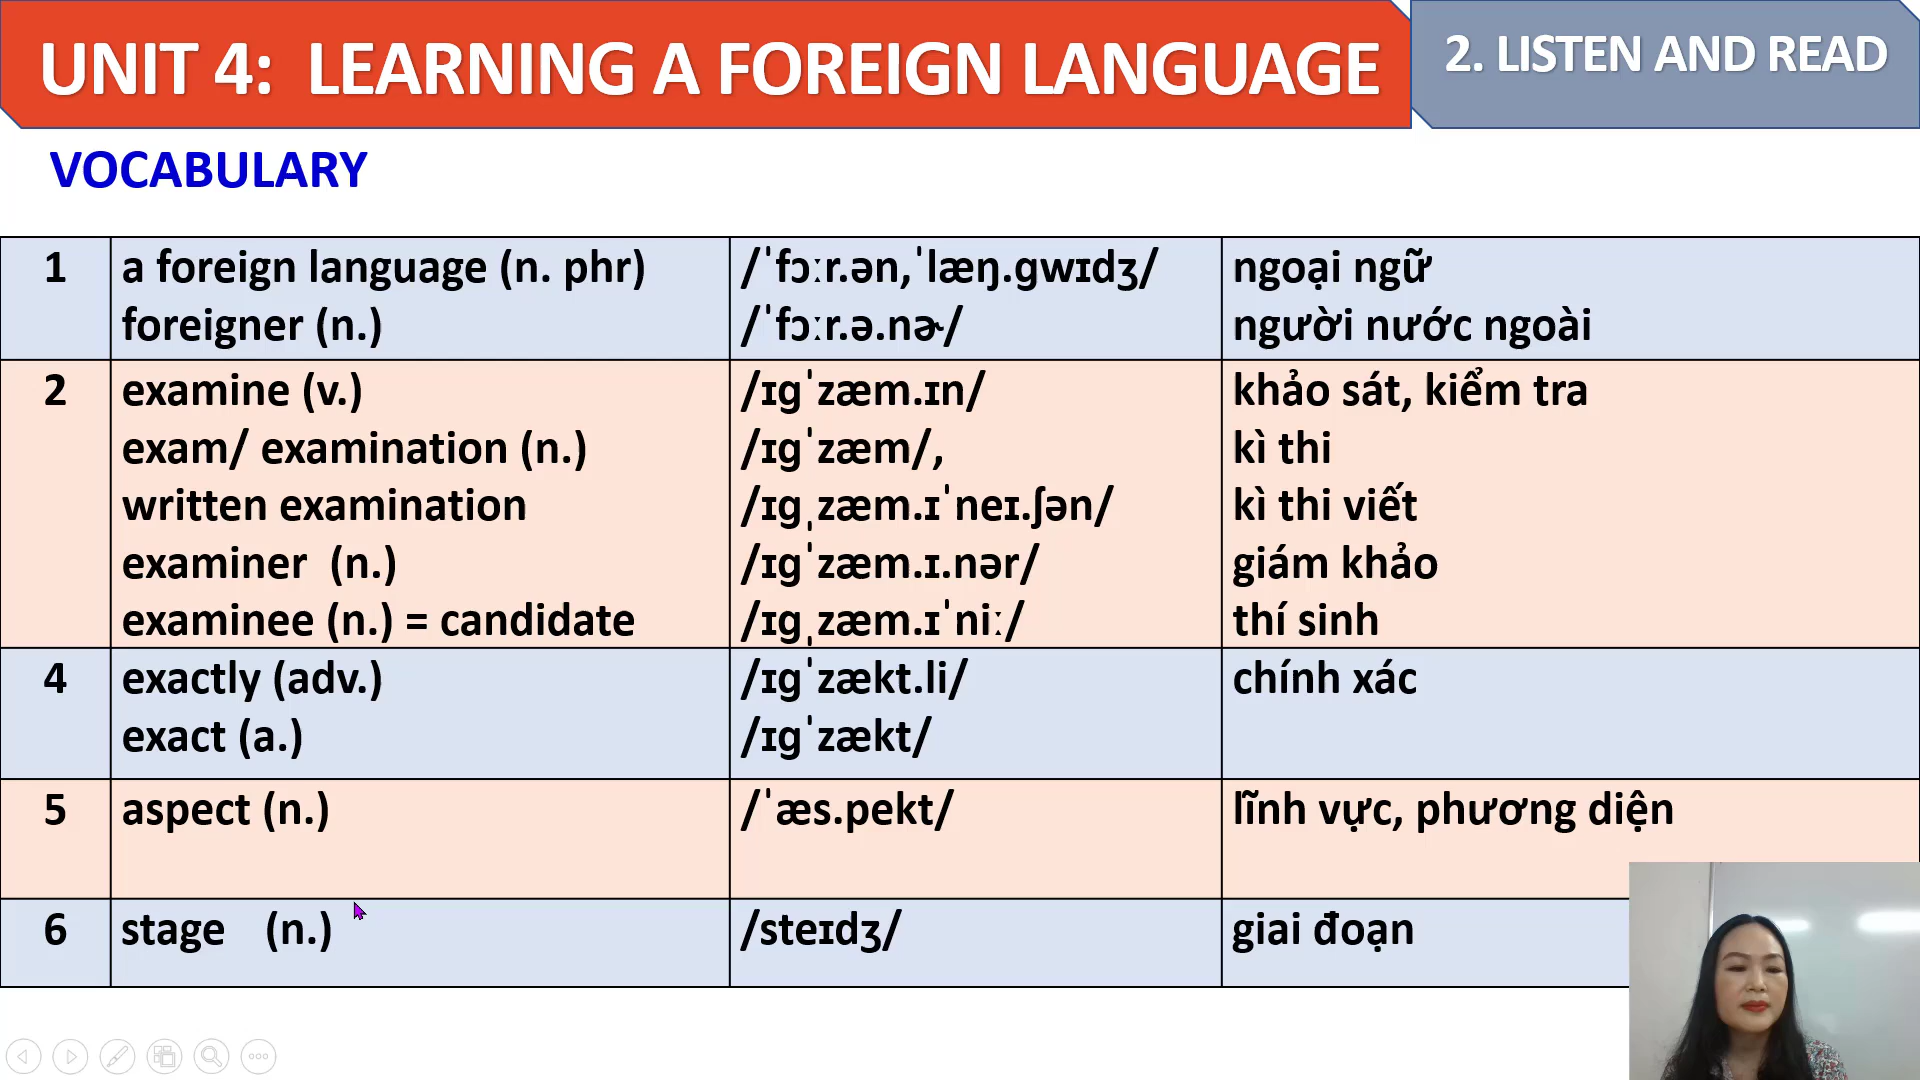 UNIT 4: LEARNING A FOREIGN LANGUAGE
2. LISTEN AND READ
VOCABULARY
1
a foreign language (n. phr)
/ˈfɔːr.ən,ˈlæŋ.ɡwɪdʒ/
ngoại ngữ
foreigner (n.)
/ˈfɔːr.ə.nɚ/
người nước ngoài
2
examine (v.)
/ɪɡˈzæm.ɪn/
khảo sát, kiểm tra
exam/ examination (n.)
/ɪɡˈzæm/,
kì thi
written examination
/ɪɡˌzæm.ɪˈneɪ.ʃən/
kì thi viết
examiner (n.)
/ɪɡˈzæm.ɪ.nər/
giám khảo
examinee (n.) = candidate
/ɪɡˌzæm.ɪˈniː/
thí sinh
4
exactly (adv.)
/ɪɡˈzækt.li/
chính xác
exact (a.)
/ɪɡˈzækt/
5
aspect (n.)
/ˈæs.pekt/
lĩnh vực, phương diện
6
stage (n.)
/steɪdʒ/
giai đoạn